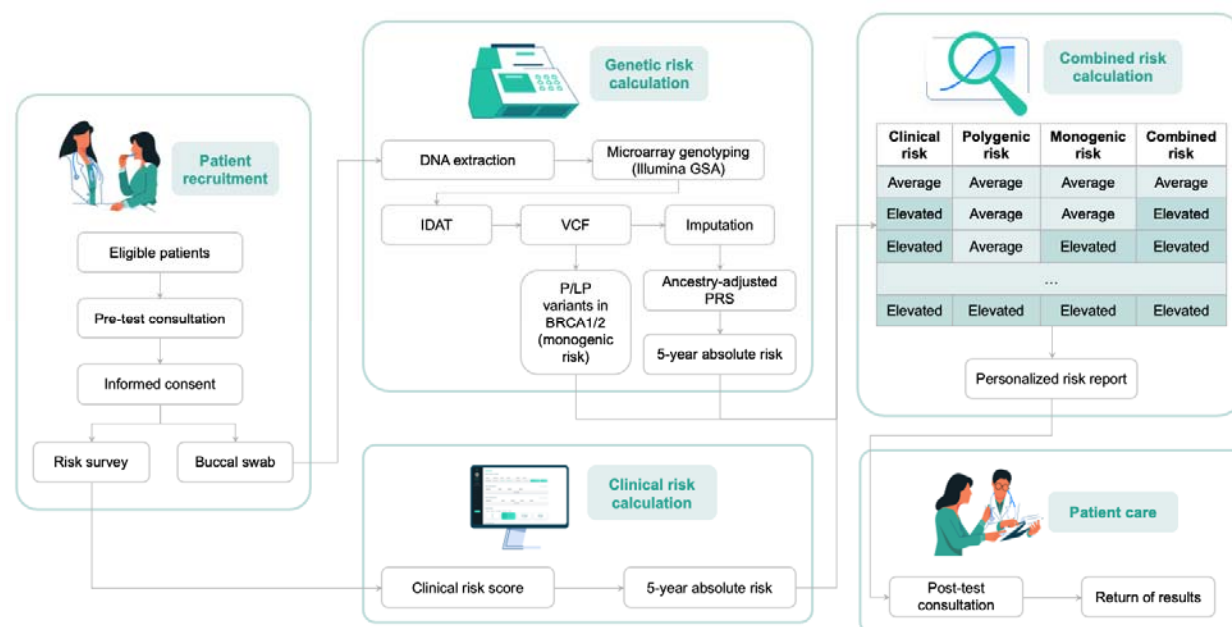 Patient
recruitment
Eligible patients
Pre-test consultation
Informed consent
Risk survey
Buccal swab
Genetic risk
calculation
DNA extraction
Microarray genotyping
(Illumina GSA)
IDAT
VCF
Imputation
P/LP
variants in
BRCA1/2
(monogenic
risk)
Ancestry-adjusted
PRS
5-year absolute risk
Clinical risk
calculation
Clinical risk score
5-year absolute risk
Combined risk
calculation
Clinical risk Polygenic risk Monogenic risk Combined risk
Average Average Average Average
Elevated Average Average Elevated
Elevated Average Elevated Elevated
...
Elevated Elevated Elevated Elevated
Personalized risk report
Patient care
Post-test
consultation
Return of results